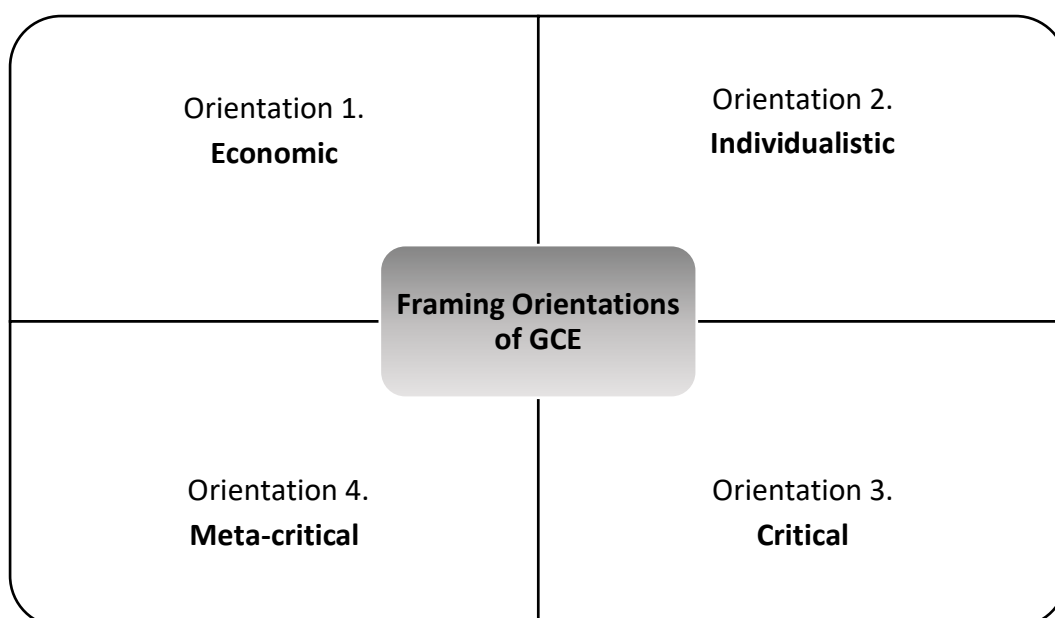 Orientation 1.
Economic
Orientation 2.
Individualistic
Framing Orientations
of GCE
Orientation 4.
Meta-critical
Orientation 3.
Critical